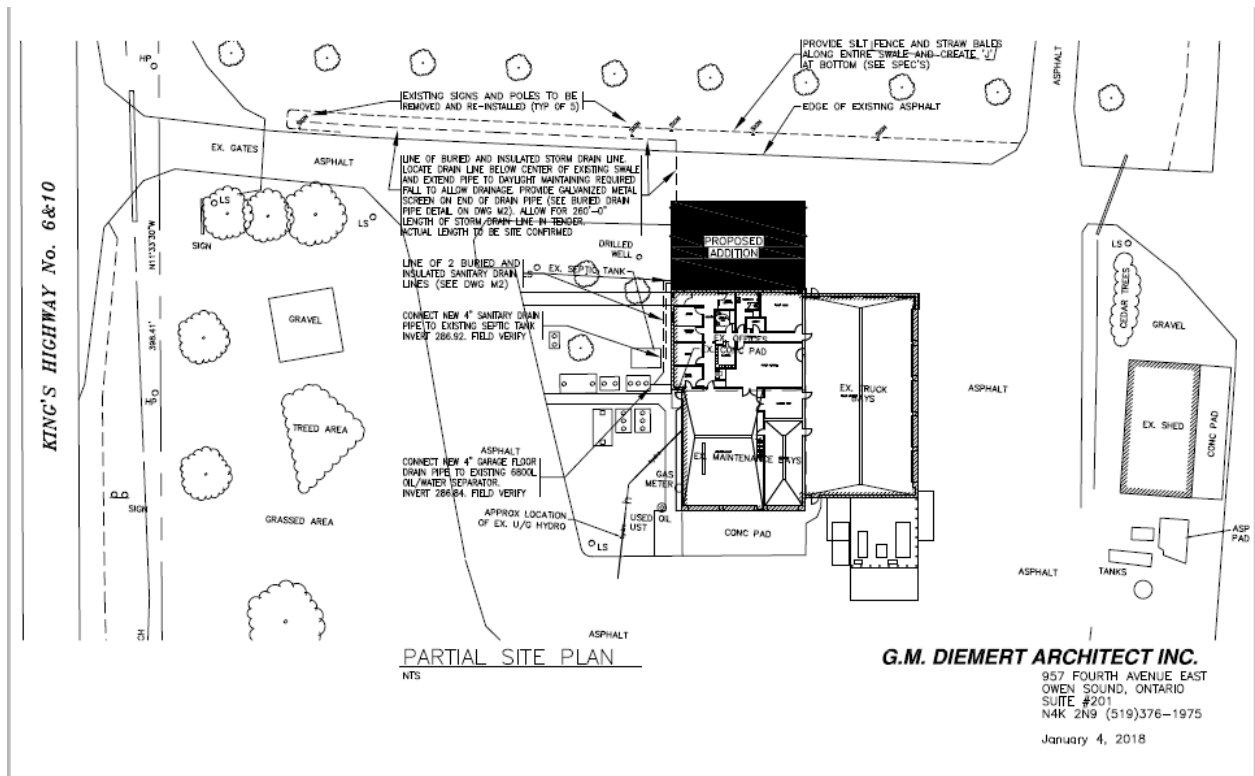 HP
PROVIDE SILT FENCE AND STRAW BALES
ALONG ENTIRE SWALE AND CREATE 'J'
AT BOTTOM (SEE SPEC'S)
ASPHALT
EXISTING SIGNS AND POLES TO BE
REMOVED AND RE-INSTALLED (TYP OF 5)
EDGE OF EXISTING ASPHALT
SIGN
SIGN
SIGN
SIGN
SIGN
EX. GATES
ASPHALT
LINE OF BURIED AND INSULATED STORM DRAIN LINE.
LOCATE DRAIN LINE BELOW CENTER OF EXISTING SWALE
AND EXTEND PIPE TO DAYLIGHT MAINTAINING REQUIRED
FALL TO ALLOW DRAINAGE. PROVIDE GALVANIZED METAL
SCREEN ON END OF DRAIN PIPE (SEE BURIED DRAIN
PIPE DETAIL ON DWG M2). ALLOW FOR 260'-0"
LENGTH OF STORM DRAIN LINE IN TENDER.
ACTUAL LENGTH TO BE SITE CONFIRMED
KING'S HIGHWAY No. 6&10
N11°33'30"W
398.41'
LS
LS
SIGN
DRILLED
WELL
PROPOSED
ADDITION
LS
LINE OF 2 BURIED AND
INSULATED SANITARY DRAIN
LINES (SEE DWG M2)
LS
EX. SEPTIC TANK
CEDAR TREES
GRAVEL
GRAVEL
CONNECT NEW 4" SANITARY DRAIN
PIPE TO EXISTING SEPTIC TANK
INVERT 286.92. FIELD VERIFY
EX. OFFICES
EX. CONC PAD
EX. TRUCK
BAYS
ASPHALT
EX. SHED
CONC PAD
TREED AREA
ASPHALT
CONNECT NEW 4" GARAGE FLOOR
DRAIN PIPE TO EXISTING 6800L
OIL/WATER SEPARATOR.
INVERT 286.84. FIELD VERIFY
EX. MAINTENANCE BAYS
GAS
METER
SIGN
GRASSED AREA
APPROX LOCATION
OF EX. U/G HYDRO
USED OIL
UST
CONC PAD
LS
ASP
PAD
ASPHALT
TANKS
ASPHALT
PARTIAL SITE PLAN
NTS
G.M. DIEMERT ARCHITECT INC.
957 FOURTH AVENUE EAST
OWEN SOUND, ONTARIO
SUITE #201
N4K 2N9 (519)376-1975
January 4, 2018